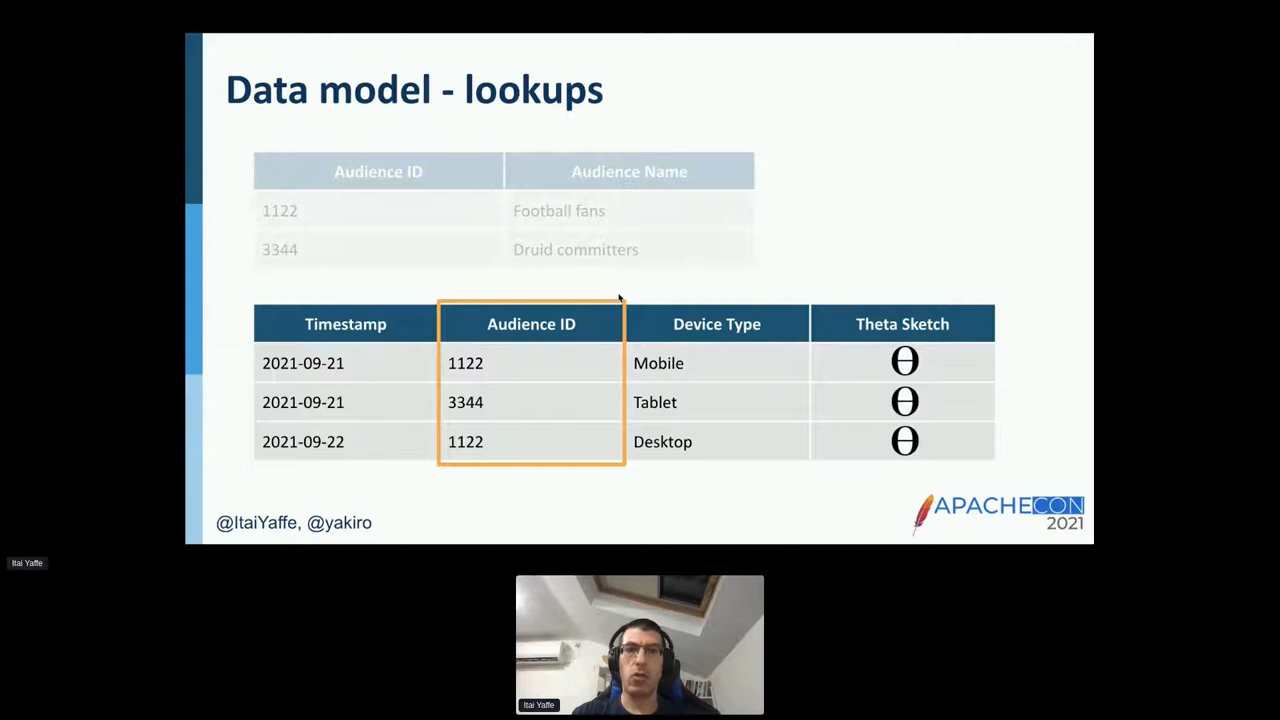 Data model - lookups
Audience ID Audience Name
1122 Football fans
3344 Druid committers
Timestamp Audience ID Device Type Theta Sketch
2021-09-21 1122 Mobile Θ
2021-09-21 3344 Tablet Θ
2021-09-22 1122 Desktop Θ
@ItaiYaffe, @yakiro
APACHECON
2021
Itai Yaffe
Itai Yaffe